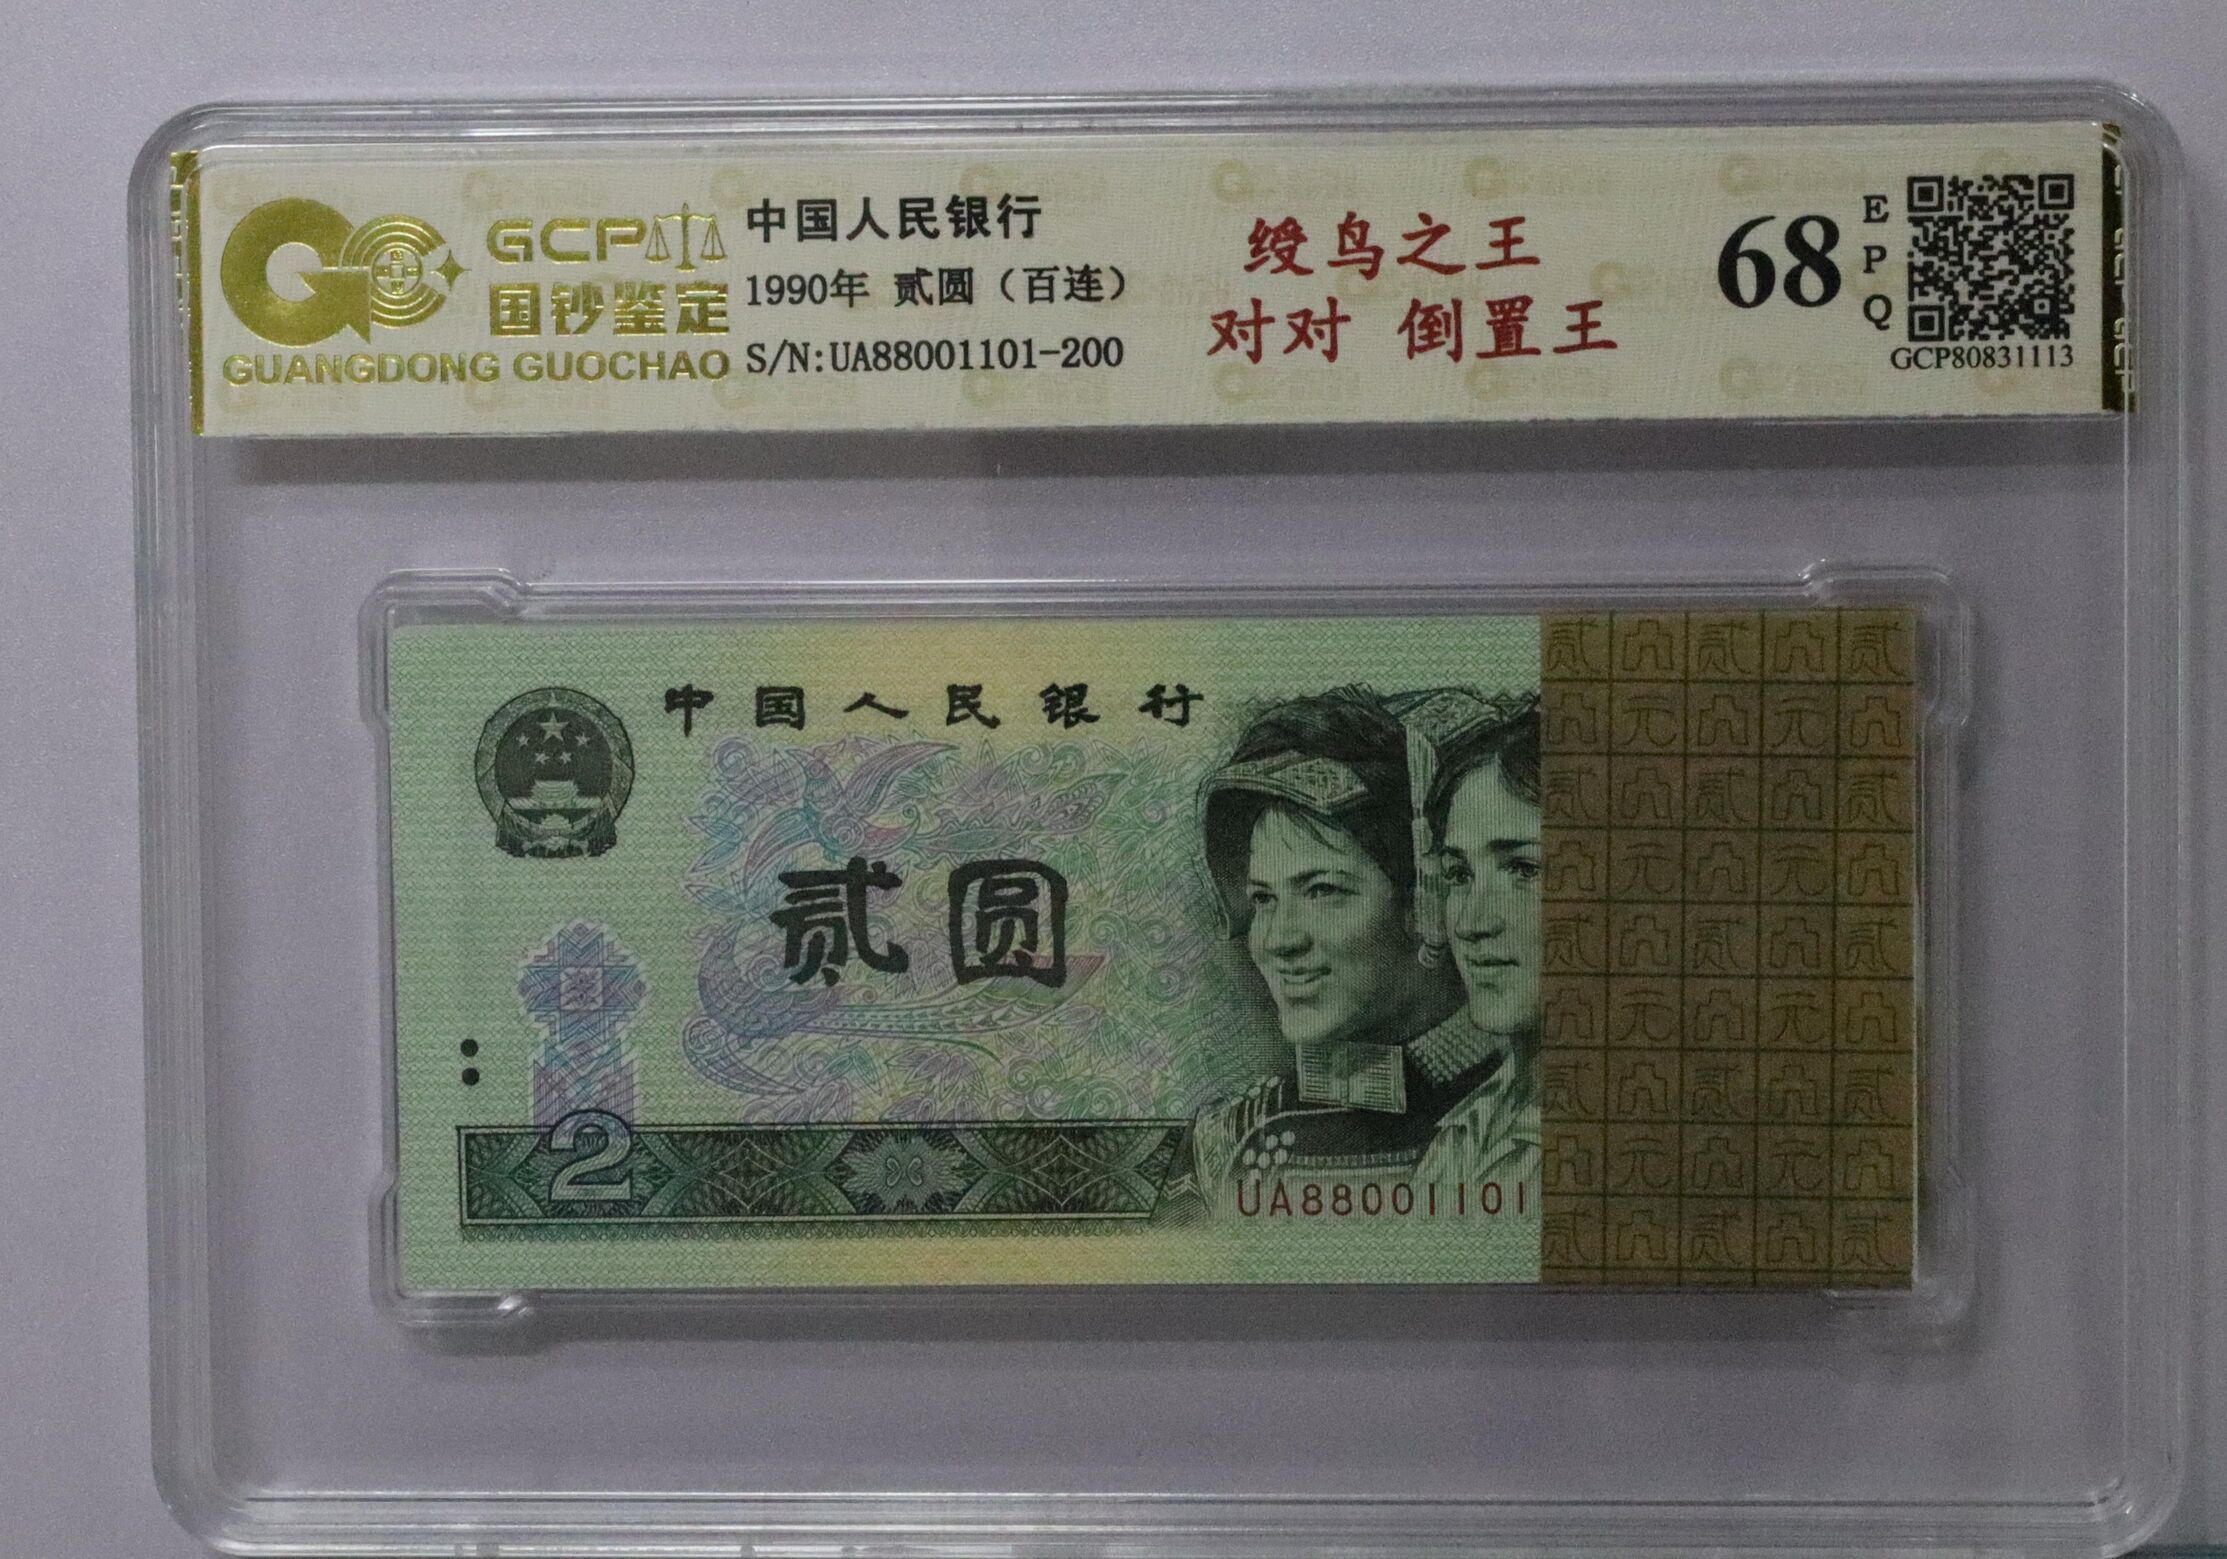 GCP
国钞鉴定
GUANGDONG GUOCHAO
中国人民银行
1990年 贰圆（百连）
S/N:UA88001101-200
绶鸟之王
对对 倒置王
68
E
P
Q
GCP80831113
中国人民银行
贰圆
2
UA88001101